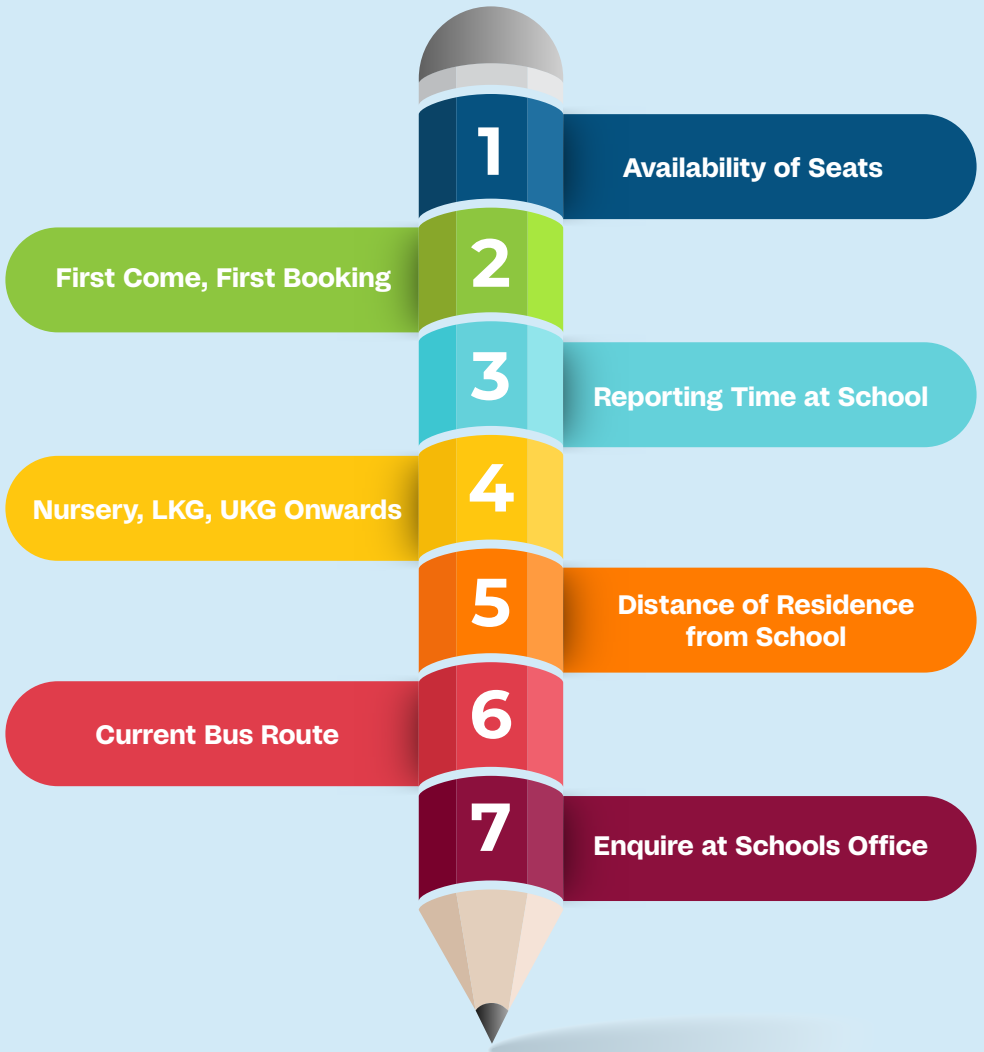 1
Availability of Seats
2
First Come, First Booking
3
Reporting Time at School
4
Nursery, LKG, UKG Onwards
5
Distance of Residence
from School
6
Current Bus Route
7
Enquire at Schools Office